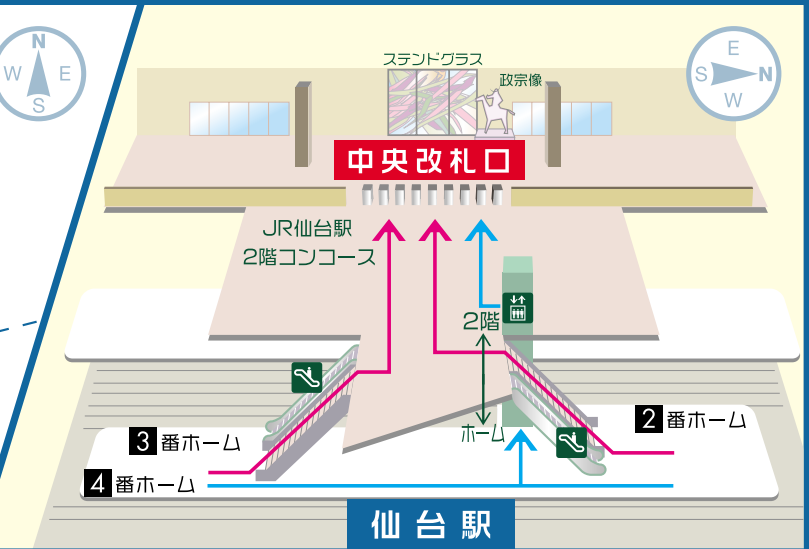 N
W E
S
E
S N
W
ステンドグラス
政宗像
中央改札口
JR仙台駅
2階コンコース
2階
ホーム
3番ホーム
2番ホーム
4番ホーム
仙台駅